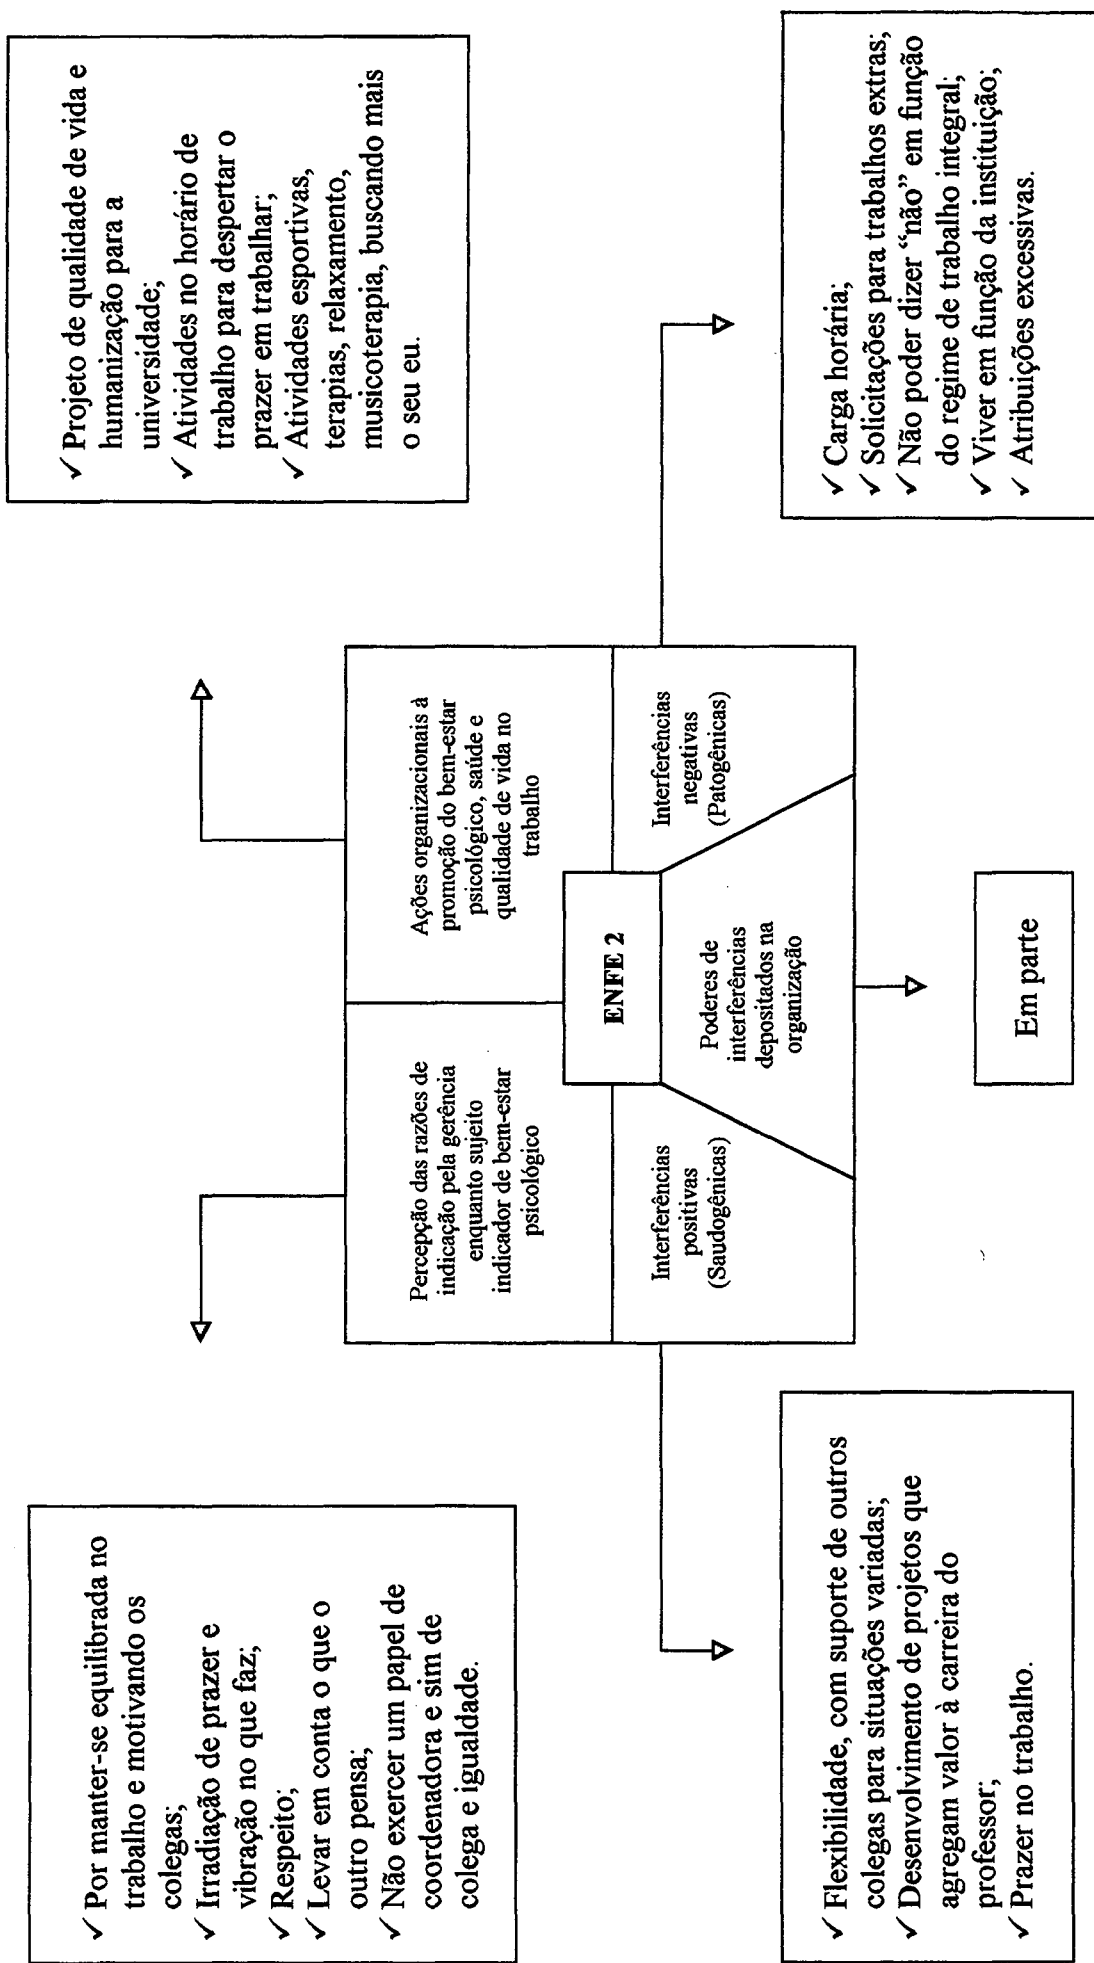 ✓ Por manter-se equilibrada no
trabalho e motivando os
colegas;
✓ Irradiação de prazer e
vibração no que faz;
✓ Respeito;
✓ Levar em conta o que o
outro pensa;
✓ Não exercer um papel de
coordenadora e sim de
colega e igualdade.
✓ Projeto de qualidade de vida e
humanização para a
universidade;
✓ Atividades no horário de
trabalho para despertar o
prazer em trabalhar;
✓ Atividades esportivas,
terapias, relaxamento,
musicoterapia, buscando mais
o seu eu.
Percepção das razões de
indicação pela gerência
enquanto sujeito
indicador de bem-estar
psicológico
Ações organizacionais à
promoção do bem-estar
psicológico, saúde e
qualidade de vida no
trabalho
ENFE 2
Interferências
positivas
(Saudogênicas)
Poderes de
interferências
depositados na
organização
Interferências
negativas
(Patogênicas)
✓ Flexibilidade, com suporte de outros
colegas para situações variadas;
✓ Desenvolvimento de projetos que
agregam valor à carreira do
professor;
✓ Prazer no trabalho.
Em parte
✓ Carga horária;
✓ Solicitações para trabalhos extras;
✓ Não poder dizer “não” em função
do regime de trabalho integral;
✓ Viver em função da instituição;
✓ Atribuições excessivas.